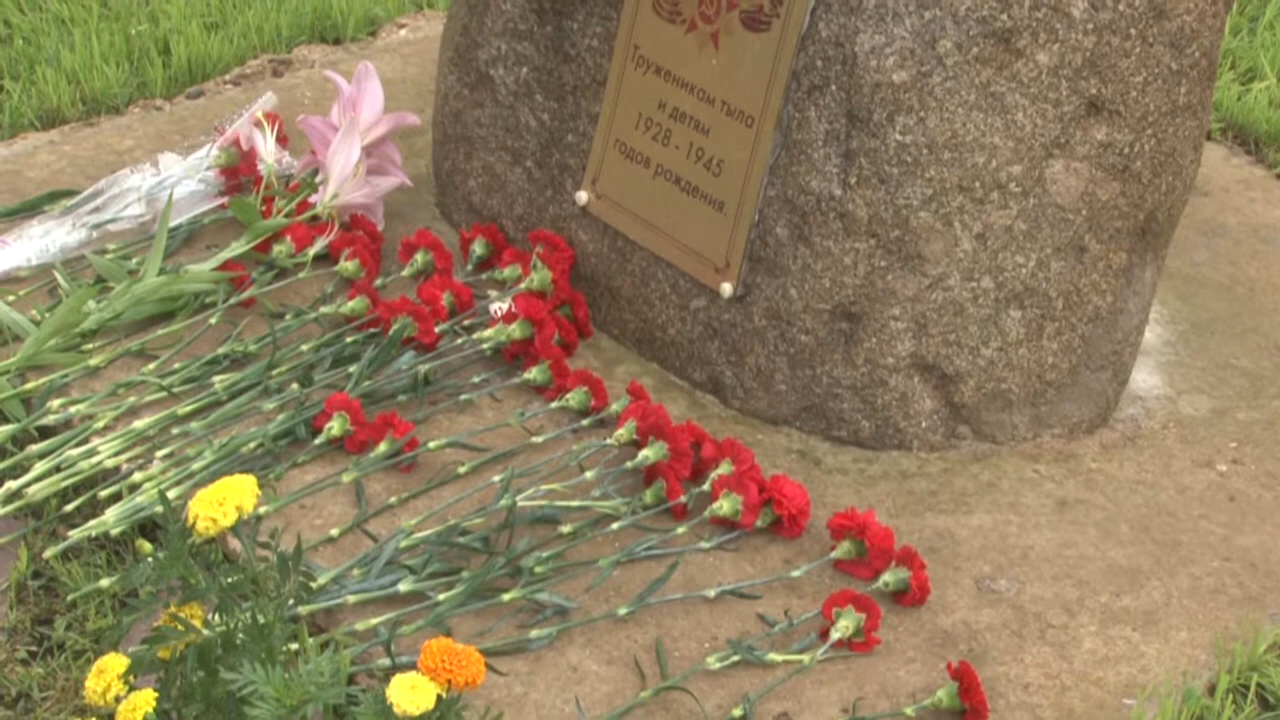 Труженикам тыла
и детям
1928 - 1945
годов рождения.